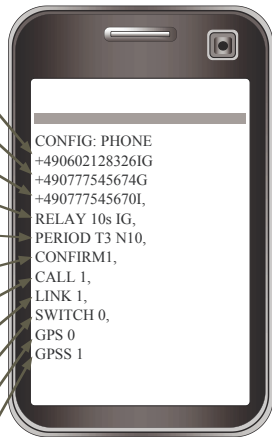 CONFIG: PHONE
+490602128326IG
+490777545674G
+490777545670I,
RELAY 10s IG,
PERIOD T3 N10,
CONFIRM1,
CALL 1,
LINK 1,
SWITCH 0,
GPS 0
GPSS 1